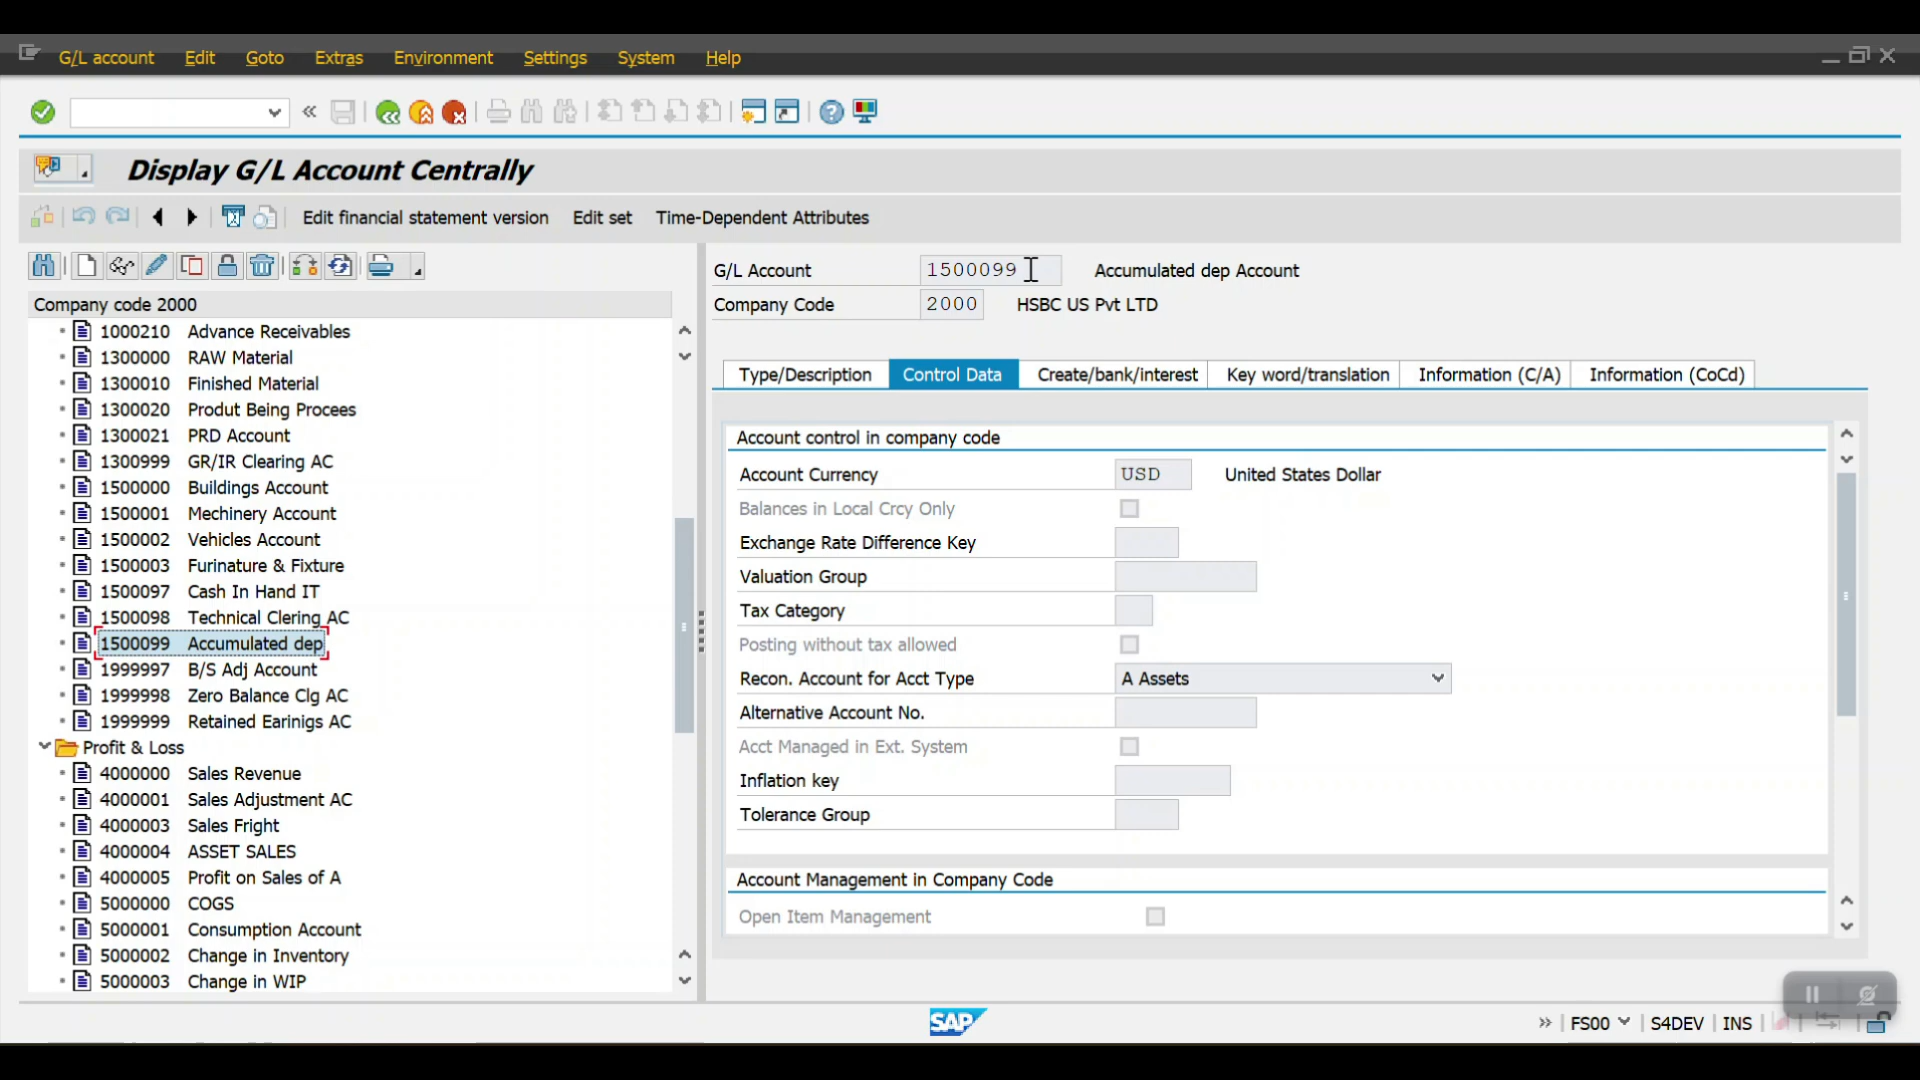 G/L account Edit Goto Extras Environment Settings System Help
Display G/L Account Centrally
Edit financial statement version Edit set Time-Dependent Attributes
Company code 2000
1000210 Advance Receivables
1300000 RAW Material
1300010 Finished Material
1300020 Produt Being Procees
1300021 PRD Account
1300999 GR/IR Clearing AC
1500000 Buildings Account
1500001 Mechinery Account
1500002 Vehicles Account
1500003 Furinature & Fixture
1500097 Cash In Hand IT
1500098 Technical Clering AC
1500099 Accumulated dep
1999997 B/S Adj Account
1999998 Zero Balance Clg AC
1999999 Retained Earinigs AC
Profit & Loss
4000000 Sales Revenue
4000001 Sales Adjustment AC
4000003 Sales Fright
4000004 ASSET SALES
4000005 Profit on Sales of A
5000000 COGS
5000001 Consumption Account
5000002 Change in Inventory
5000003 Change in WIP
G/L Account 1500099 Accumulated dep Account
Company Code 2000 HSBC US Pvt LTD
Type/Description Control Data Create/bank/interest Key word/translation Information (C/A) Information (CoCd)
Account control in company code
Account Currency USD United States Dollar
Balances in Local Crcy Only
Exchange Rate Difference Key
Valuation Group
Tax Category
Posting without tax allowed
Recon. Account for Acct Type A Assets
Alternative Account No.
Acct Managed in Ext. System
Inflation key
Tolerance Group
Account Management in Company Code
Open Item Management
SAP
FS00 S4DEV INS